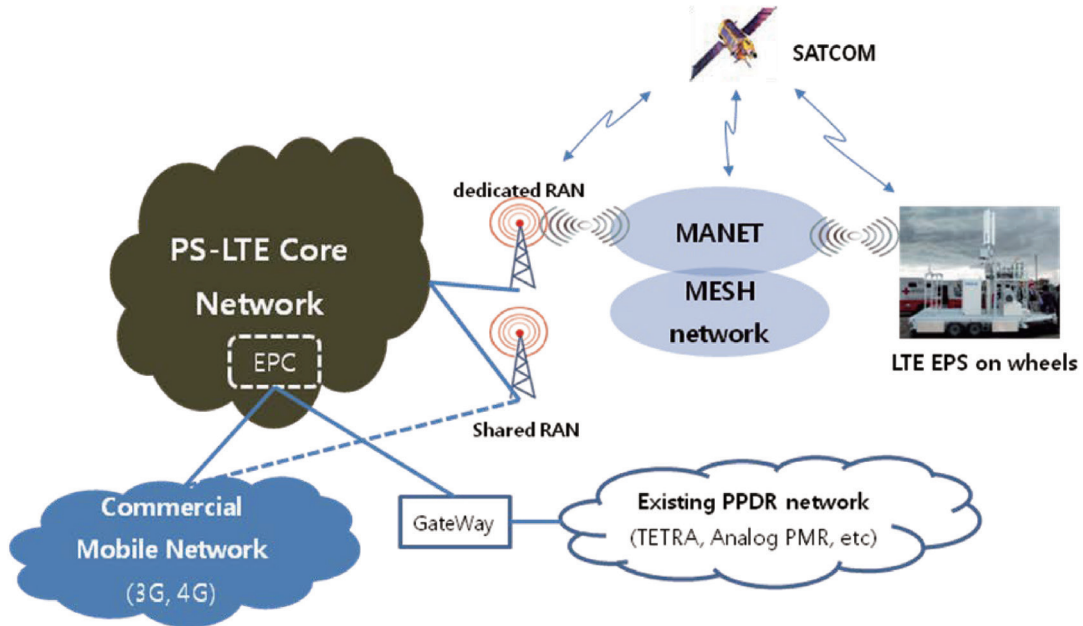 SATCOM
dedicated RAN
PS-LTE Core
Network
EPC
MANET
MESH
network
LTE EPS on wheels
Shared RAN
Commercial
Mobile Network
(3G, 4G)
GateWay
Existing PPDR network
(TETRA, Analog PMR, etc)